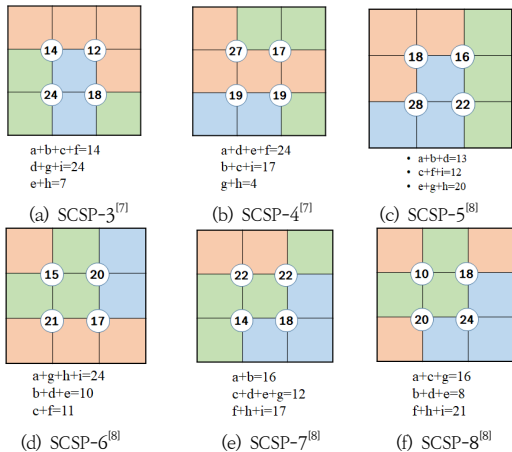 14 12
24 18
a+b+c+f=14
d+g+i=24
e+h=7
(a) SCSP-3[7]
27 17
19 19
a+d+e+f=24
b+c+i=17
g+h=4
(b) SCSP-4[7]
18 16
28 22
• a+b+d=13
• c+f+i=12
• e+g+h=20
(c) SCSP-5[8]
15 20
21 17
a+g+h+i=24
b+d+e=10
c+f=11
(d) SCSP-6[8]
22 22
14 18
a+b=16
c+d+e+g=12
f+h+i=17
(e) SCSP-7[8]
10 18
20 24
a+c+g=16
b+d+e=8
f+h+i=21
(f) SCSP-8[8]